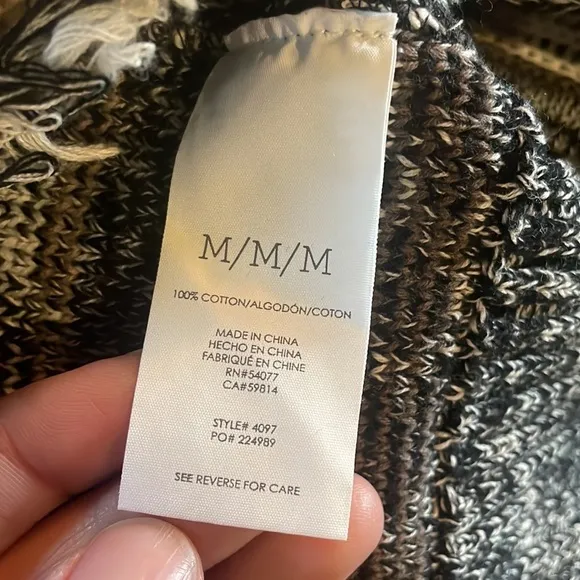 M/M/M
100% COTTON/ALGODÓN/COTON
MADE IN CHINA
HECHO EN CHINA
FABRIQUÉ EN CHINE
RN#54077
CA#59814
STYLE# 4097
PO# 224989
SEE REVERSE FOR CARE